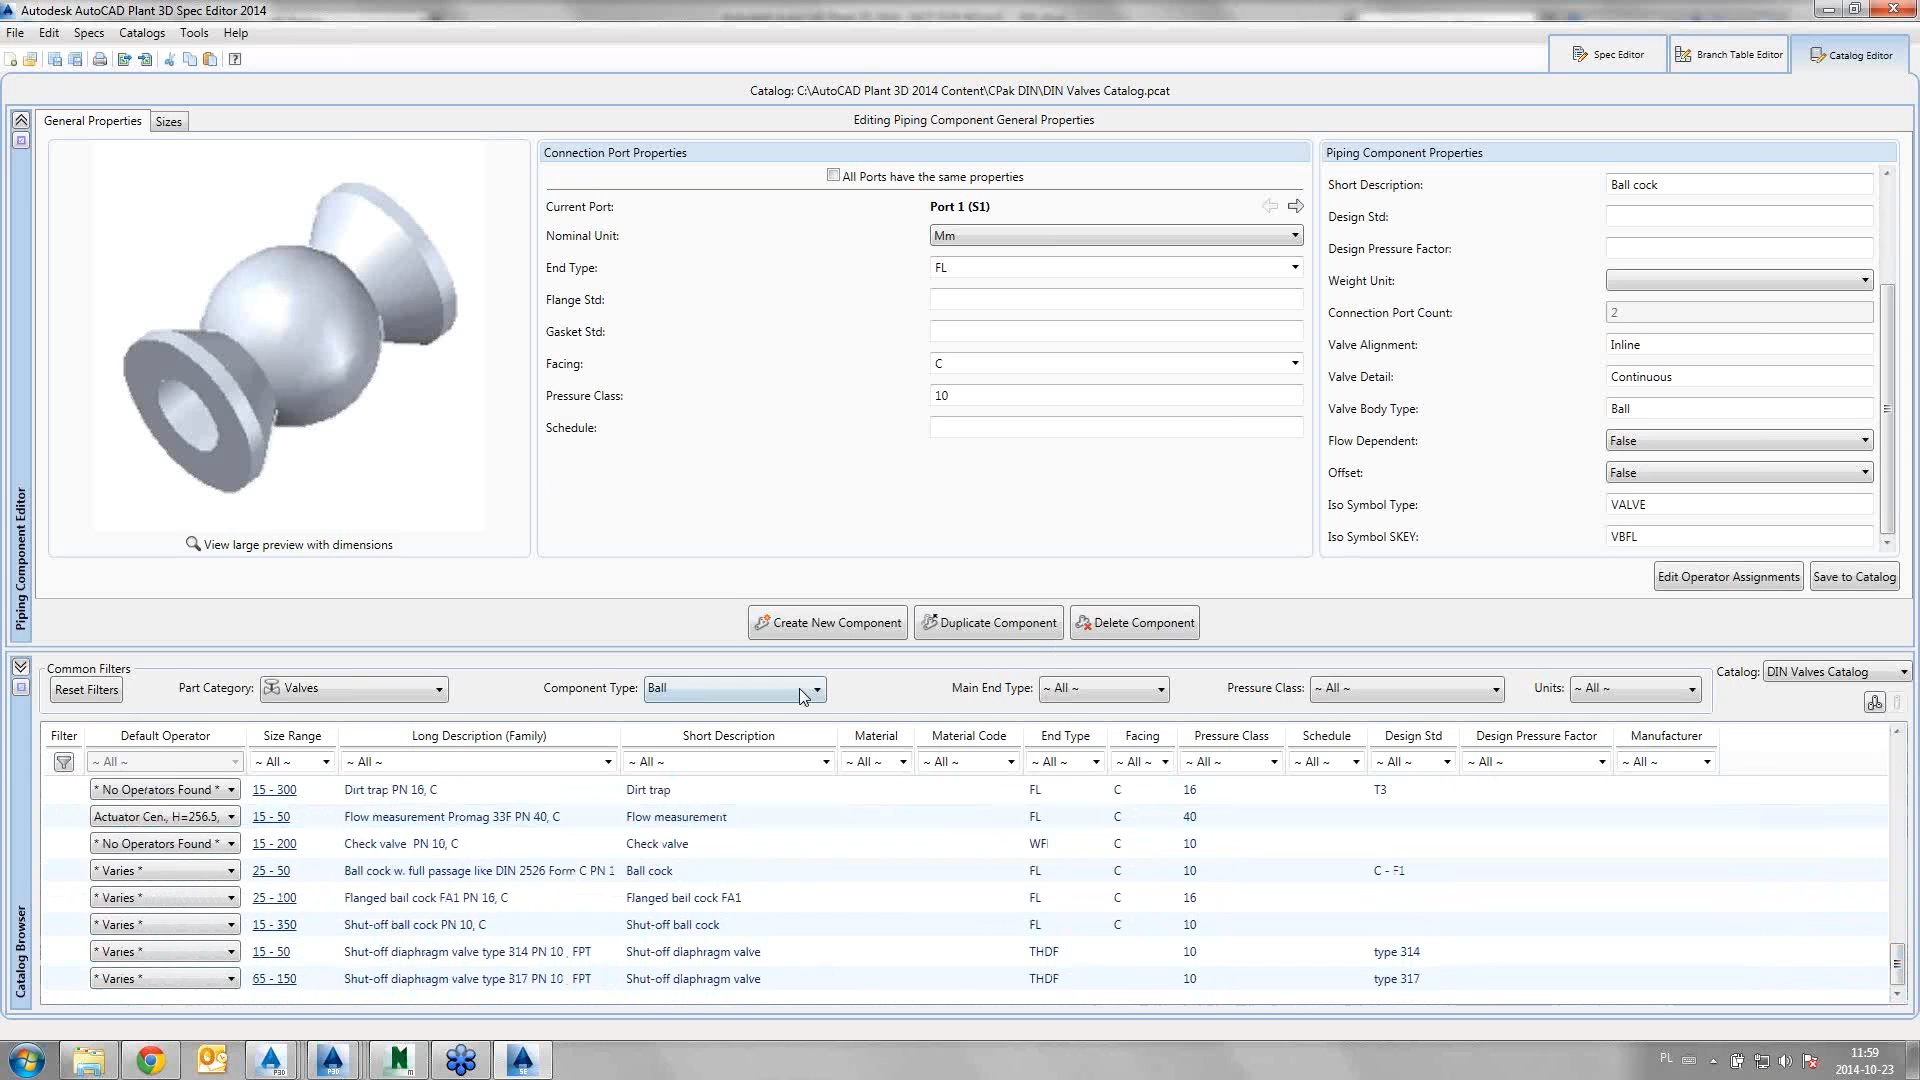 Autodesk AutoCAD Plant 3D Spec Editor 2014
File Edit Specs Catalogs Tools Help
Spec Editor Branch Table Editor Catalog Editor
Catalog: C:\AutoCAD Plant 3D 2014 Content\CPak DIN\DIN Valves Catalog.pcat
General Properties Sizes
Editing Piping Component General Properties
Piping Component Editor
View large preview with dimensions
Connection Port Properties
All Ports have the same properties
Current Port: Port 1 (S1)
Nominal Unit: Mm
End Type: FL
Flange Std:
Gasket Std:
Facing: C
Pressure Class: 10
Schedule:
Piping Component Properties
Short Description: Ball cock
Design Std:
Design Pressure Factor:
Weight Unit:
Connection Port Count: 2
Valve Alignment: Inline
Valve Detail: Continuous
Valve Body Type: Ball
Flow Dependent: False
Offset: False
Iso Symbol Type: VALVE
Iso Symbol SKEY: VBFL
Edit Operator Assignments Save to Catalog
Create New Component Duplicate Component Delete Component
Common Filters
Reset Filters Part Category: Valves Component Type: Ball Main End Type: ~ All ~ Pressure Class: ~ All ~ Units: ~ All ~
Catalog: DIN Valves Catalog
Catalog Browser
Filter Default Operator Size Range Long Description (Family) Short Description Material Material Code End Type Facing Pressure Class Schedule Design Std Design Pressure Factor Manufacturer
~ All ~ ~ All ~ ~ All ~ ~ All ~ ~ All ~ ~ All ~ ~ All ~ ~ All ~ ~ All ~ ~ All ~ ~ All ~ ~ All ~ ~ All ~
* No Operators Found * 15 - 300 Dirt trap PN 16, C Dirt trap FL C 16 T3
Actuator Cen., H=256.5, 15 - 50 Flow measurement Promag 33F PN 40, C Flow measurement FL C 40
* No Operators Found * 15 - 200 Check valve PN 10, C Check valve WFL C 10
* Varies * 25 - 50 Ball cock w. full passage like DIN 2526 Form C PN 1 Ball cock FL C 10 C - F1
* Varies * 25 - 100 Flanged bail cock FA1 PN 16, C Flanged bail cock FA1 FL C 16
* Varies * 15 - 350 Shut-off ball cock PN 10, C Shut-off ball cock FL C 10
* Varies * 15 - 50 Shut-off diaphragm valve type 314 PN 10 , FPT Shut-off diaphragm valve THDF 10 type 314
* Varies * 65 - 150 Shut-off diaphragm valve type 317 PN 10 , FPT Shut-off diaphragm valve THDF 10 type 317
P3D P3D m SE
PL 11:59
2014-10-23